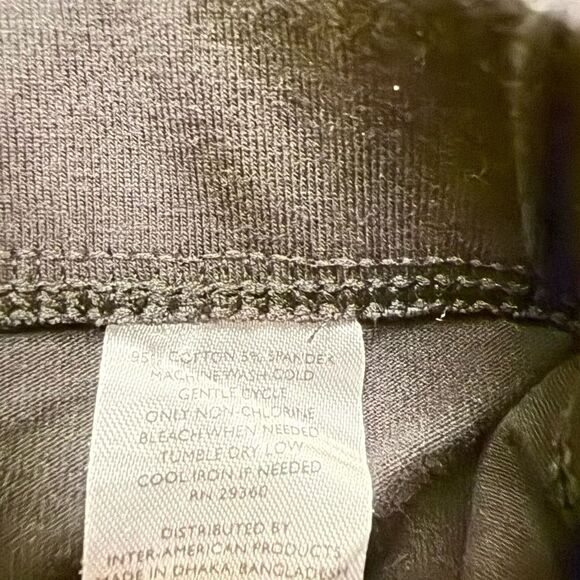 95% COTTON 5% SPANDEX
MACHINE WASH COLD
GENTLE CYCLE
ONLY NON-CHLORINE
BLEACH WHEN NEEDED
TUMBLE DRY LOW
COOL IRON IF NEEDED
RN 29360
DISTRIBUTED BY
INTER-AMERICAN PRODUCTS
MADE IN DHAKA, BANGLADESH